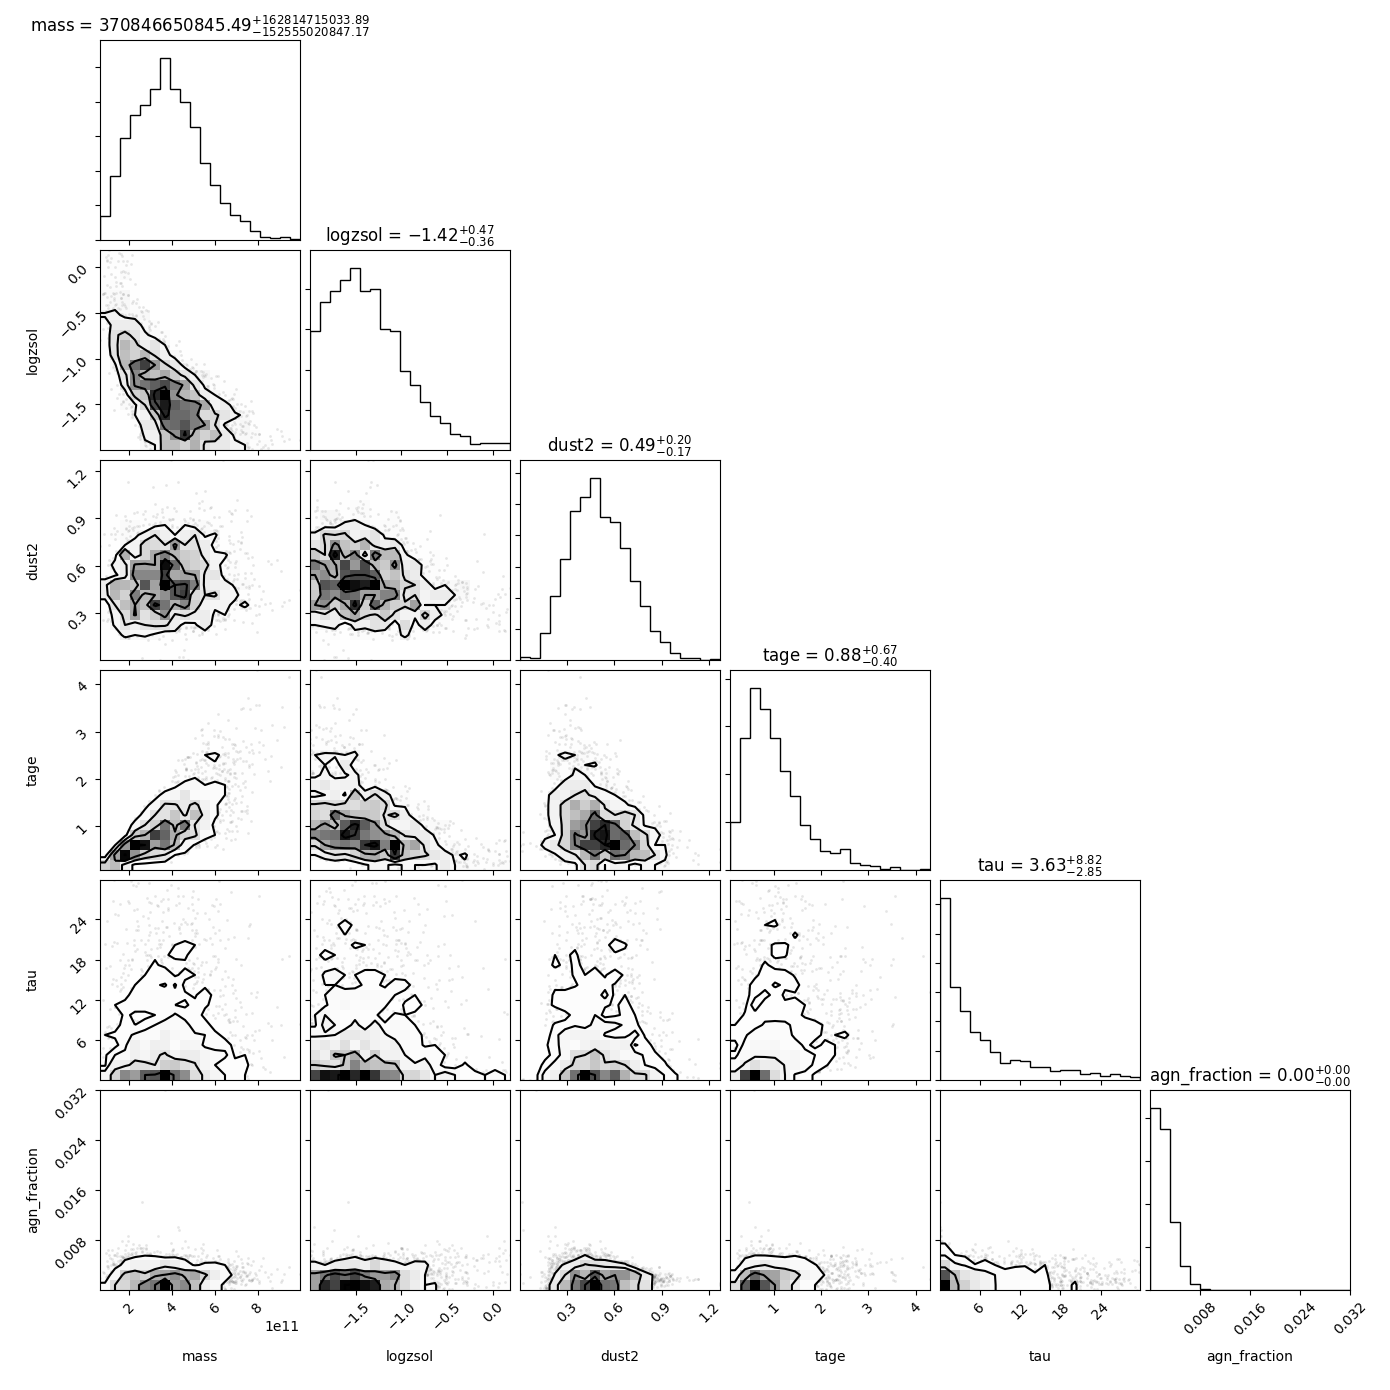 mass = 370846650845.49+162814715033.89−152555020847.17
logzsol = −1.42+0.47−0.36
0.0
−0.5
−1.0
−1.5
logzsol
dust2 = 0.49+0.20−0.17
1.2
0.9
0.6
0.3
dust2
tage = 0.88+0.67−0.40
4
3
2
1
tage
tau = 3.63+8.82−2.85
24
18
12
6
tau
agn_fraction = 0.00+0.00−0.00
0.032
0.024
0.016
0.008
agn_fraction
2 4 6 8
1e11
mass
−1.5 −1.0 −0.5 0.0
logzsol
0.3 0.6 0.9 1.2
dust2
1 2 3 4
tage
6 12 18 24
tau
0.008 0.016 0.024 0.032
agn_fraction